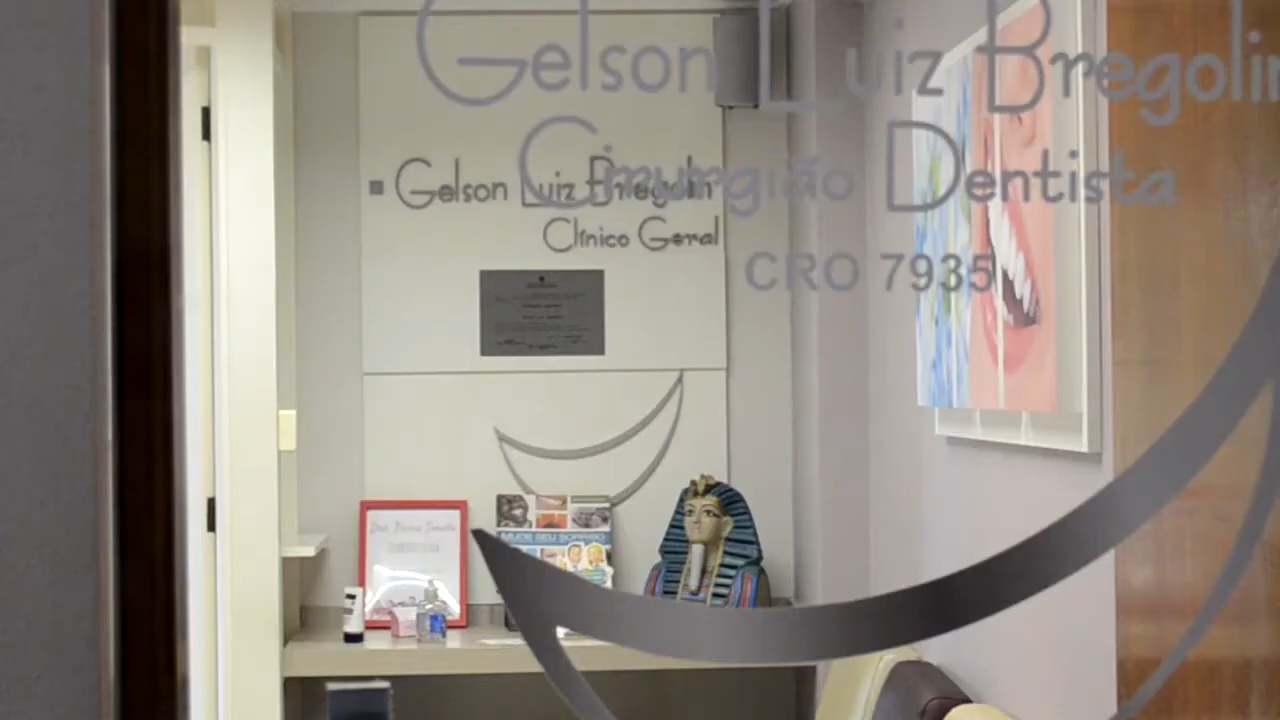 Gelson Luiz Bregolin
Cirurgião Dentista
CRO 7935
Gelson Luiz Bregolin
Clínico Geral
MUDE SEU SORRISO